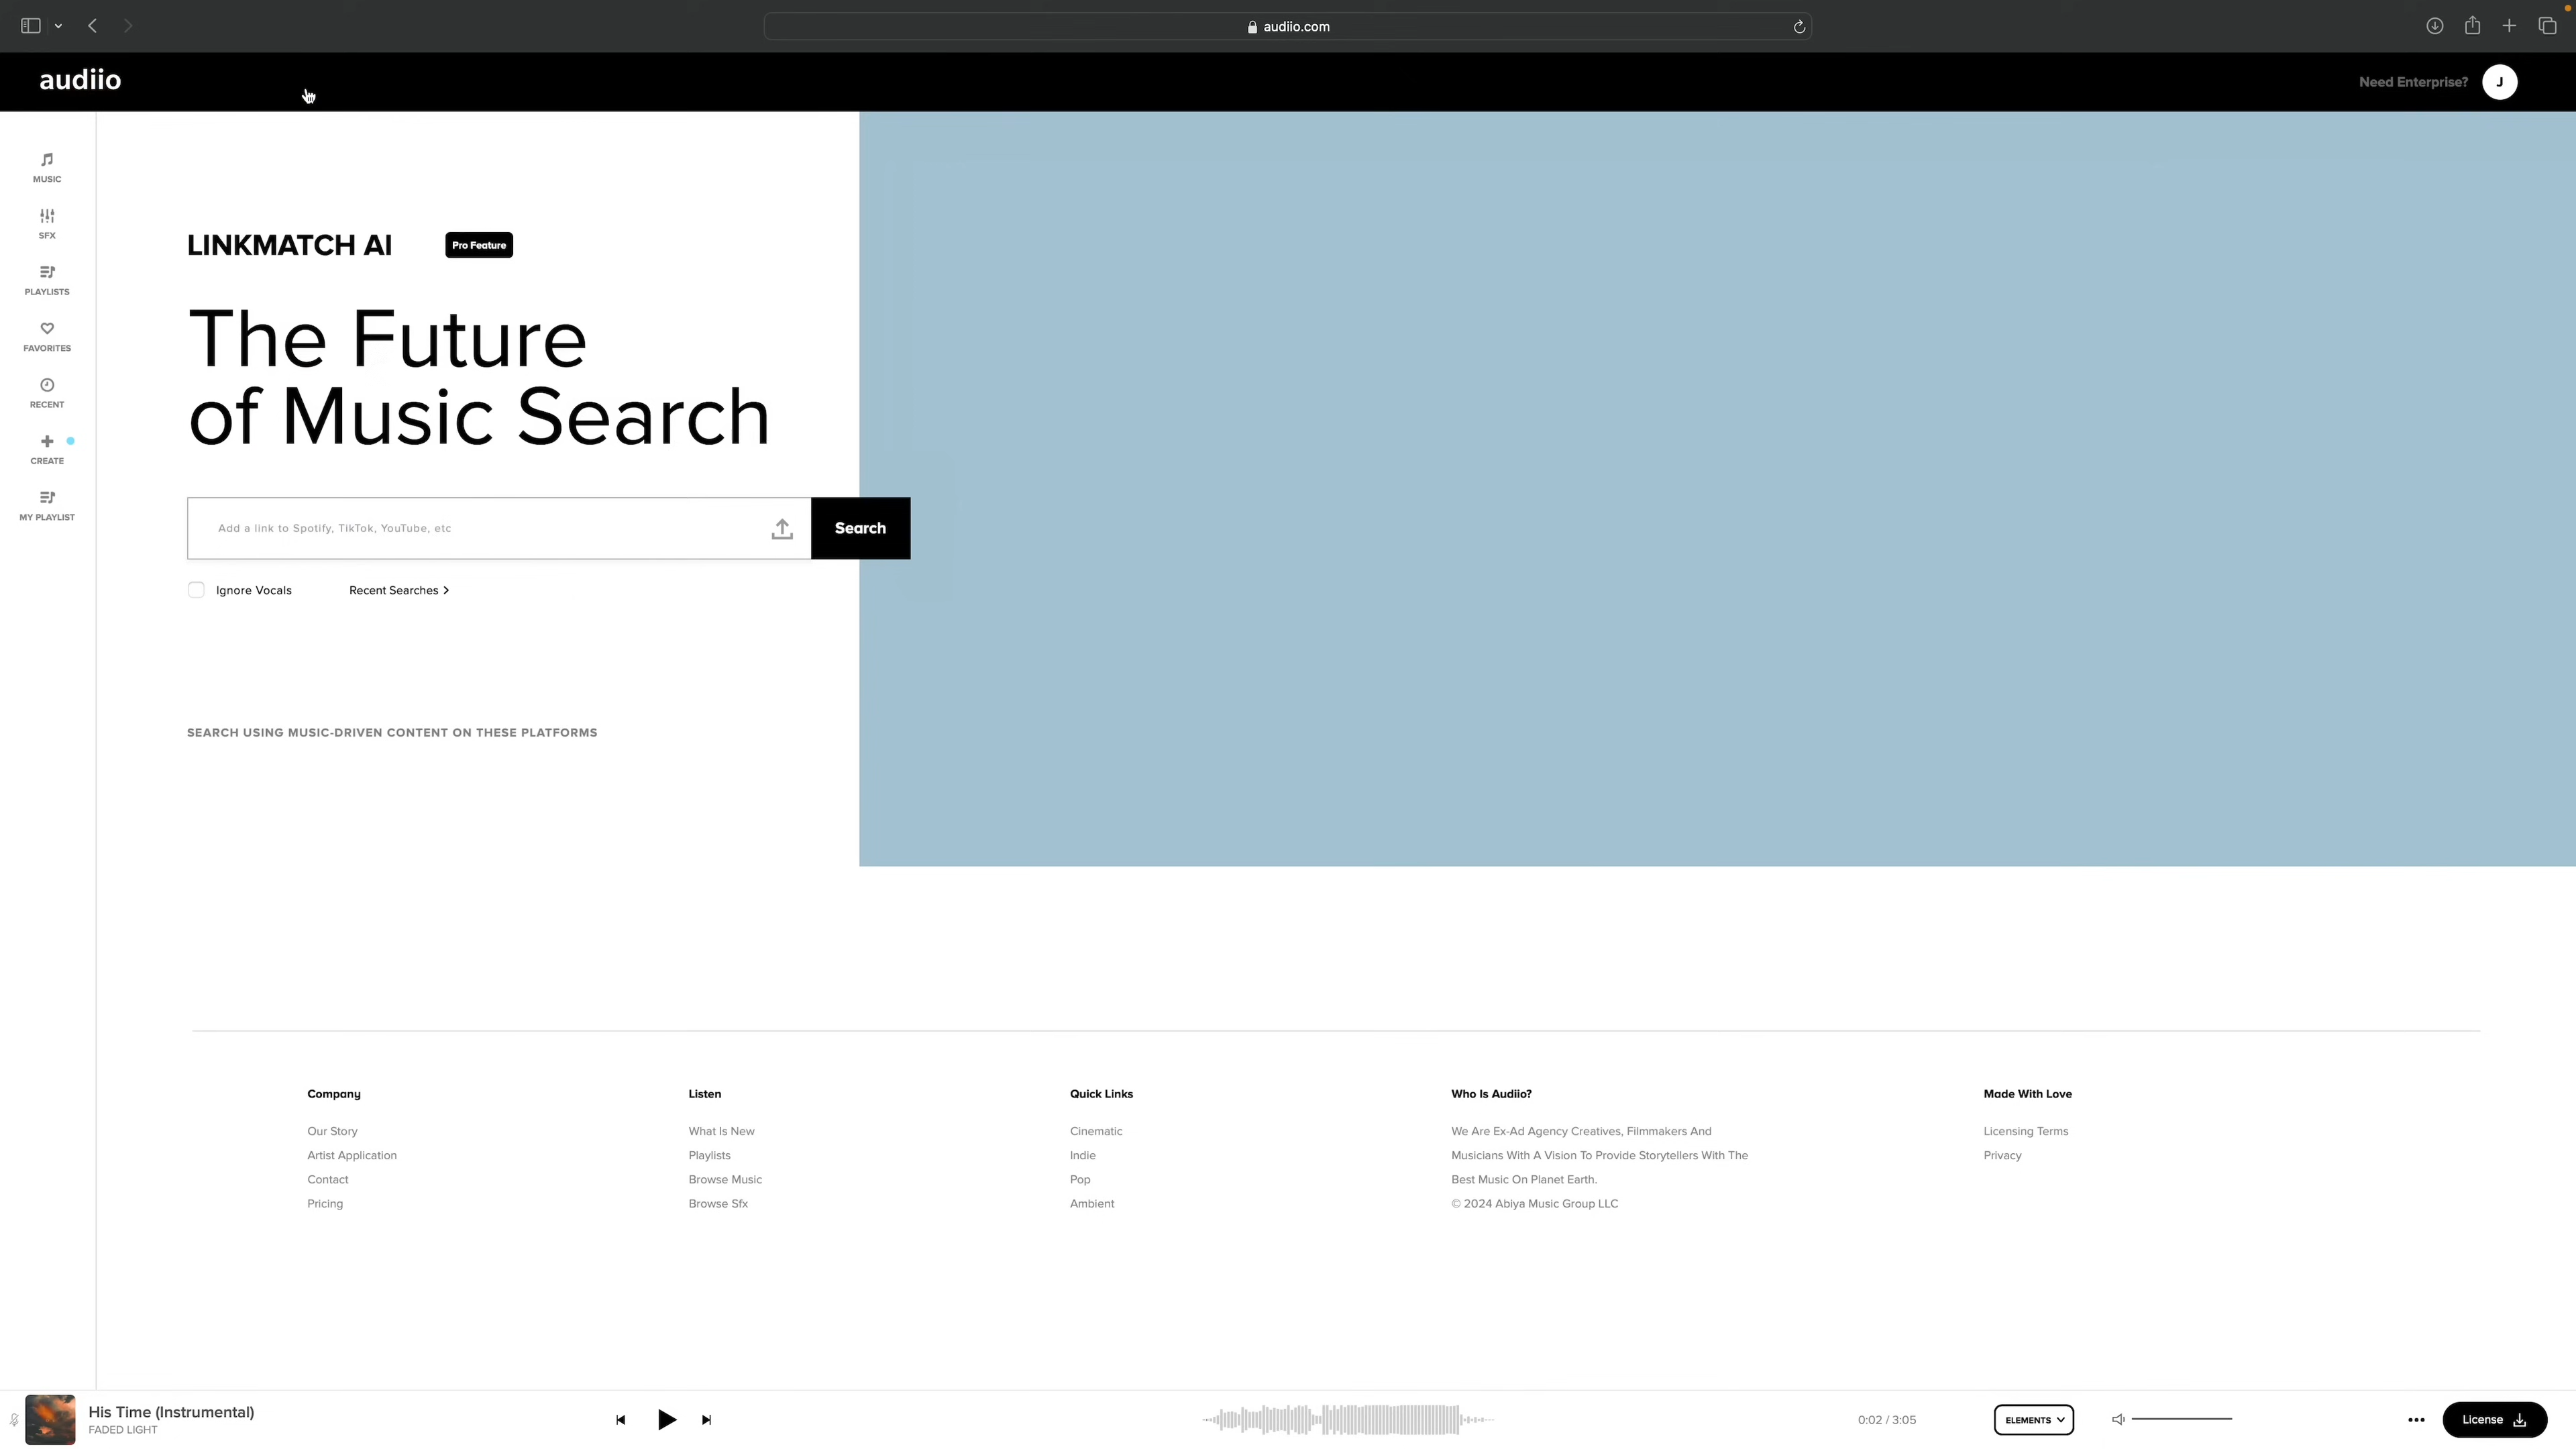 audiio.com
audiio
Need Enterprise?
J
MUSIC
SFX
PLAYLISTS
FAVORITES
RECENT
CREATE
MY PLAYLIST
LINKMATCH AI
Pro Feature
The Future
of Music Search
Add a link to Spotify, TikTok, YouTube, etc
Search
Ignore Vocals
Recent Searches >
SEARCH USING MUSIC-DRIVEN CONTENT ON THESE PLATFORMS
Company
Our Story
Artist Application
Contact
Pricing
Listen
What Is New
Playlists
Browse Music
Browse Sfx
Quick Links
Cinematic
Indie
Pop
Ambient
Who Is Audiio?
We Are Ex-Ad Agency Creatives, Filmmakers And
Musicians With A Vision To Provide Storytellers With The
Best Music On Planet Earth.
© 2024 Abiya Music Group LLC
Made With Love
Licensing Terms
Privacy
His Time (Instrumental)
FADED LIGHT
0:02 / 3:05
ELEMENTS
License